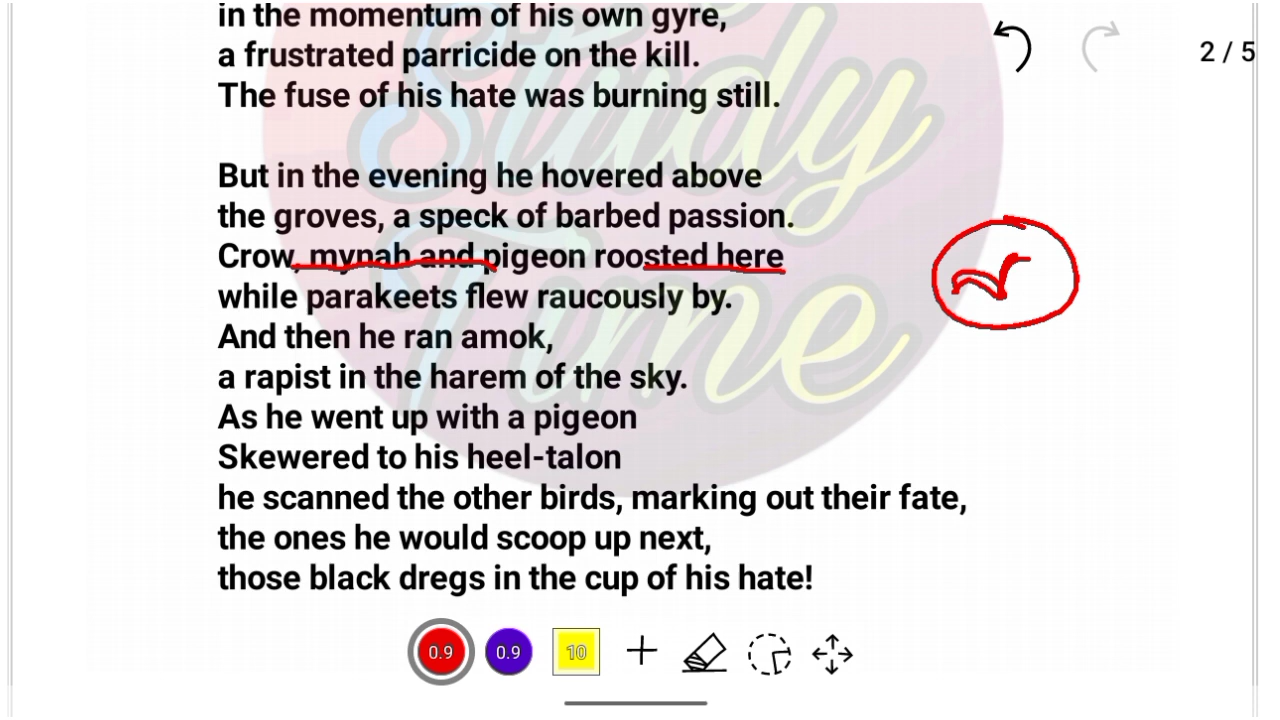 in the momentum of his own gyre,
a frustrated parricide on the kill.
The fuse of his hate was burning still.
2 / 5
But in the evening he hovered above
the groves, a speck of barbed passion.
Crow, mynah and pigeon roosted here
while parakeets flew raucously by.
And then he ran amok,
a rapist in the harem of the sky.
As he went up with a pigeon
Skewered to his heel-talon
he scanned the other birds, marking out their fate,
the ones he would scoop up next,
those black dregs in the cup of his hate!
Study
Time
0.9 0.9 10